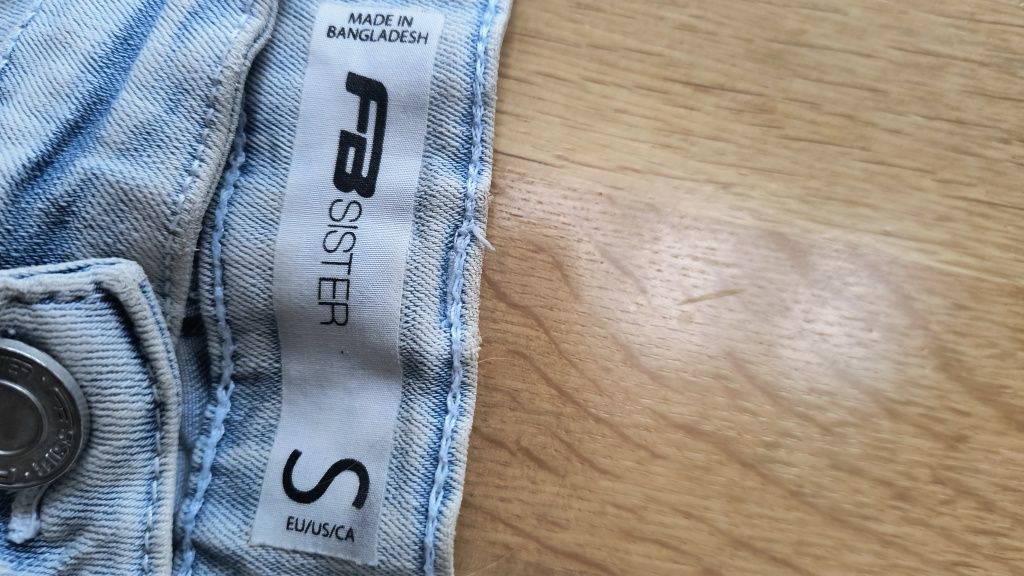 MADE IN
BANGLADESH
FB SISTER
S
EU/US/CA